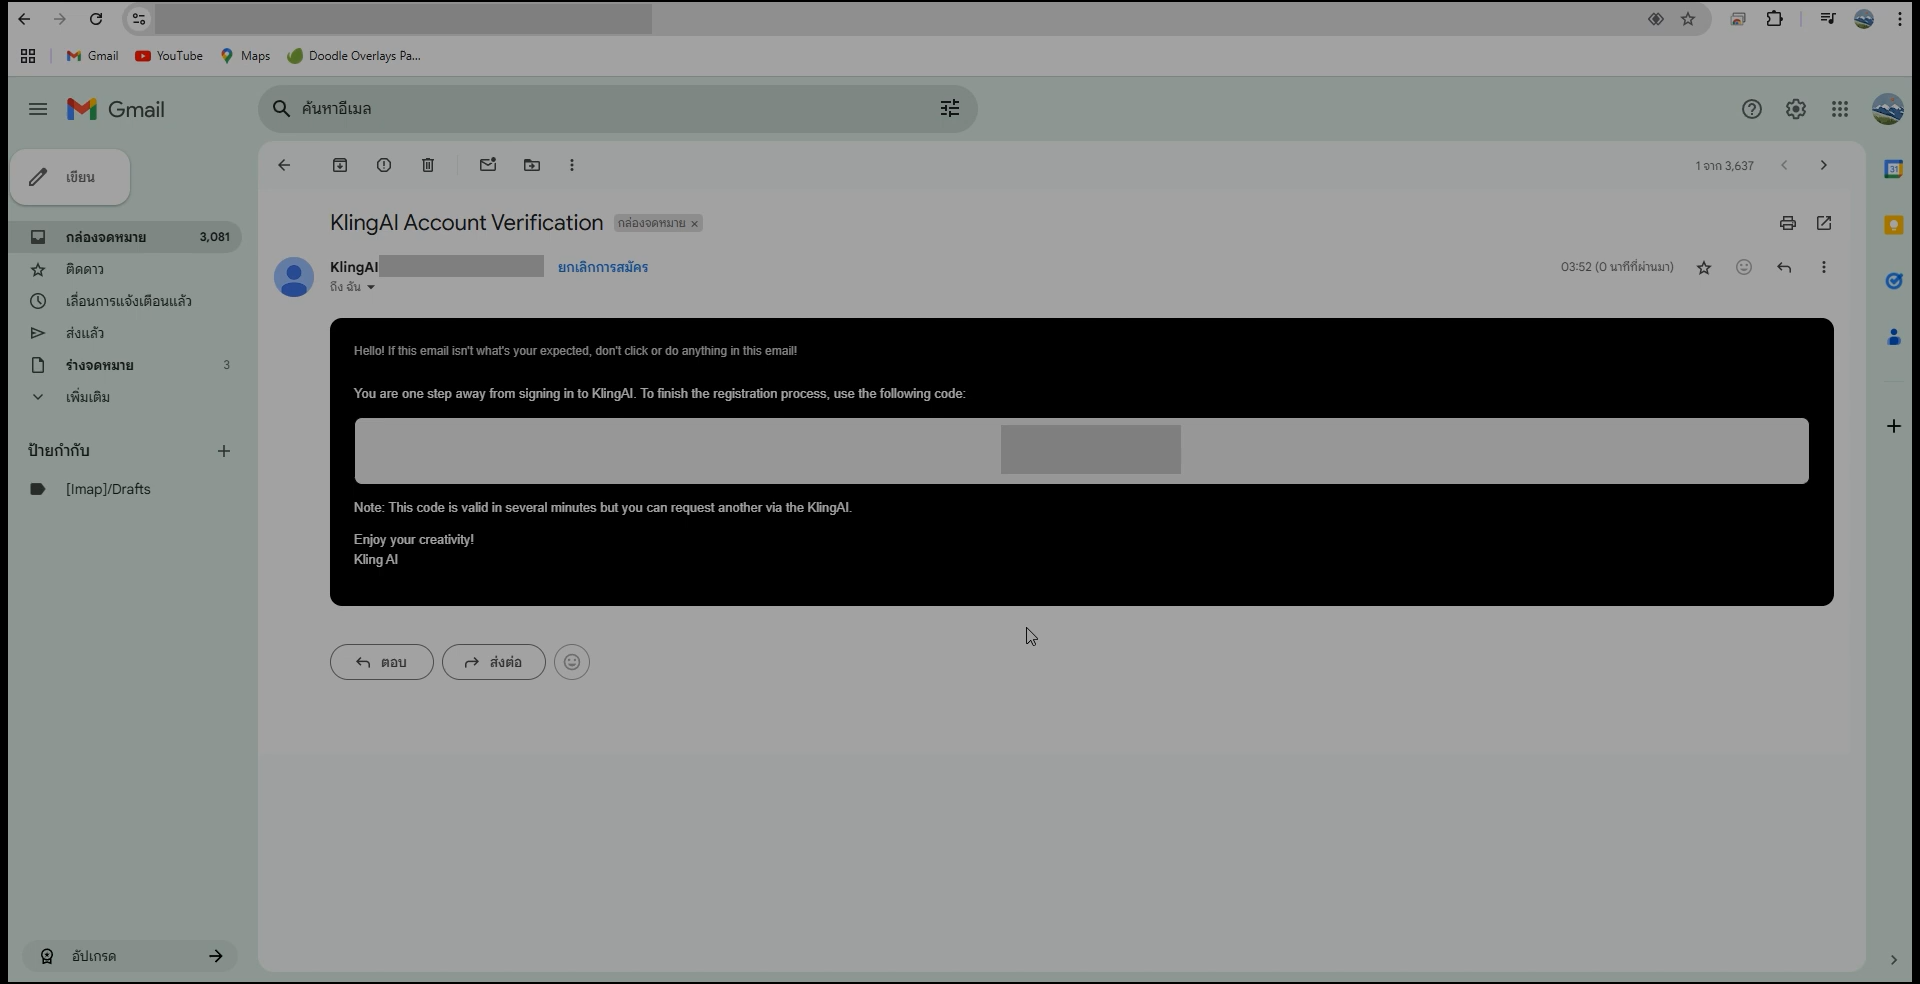 Gmail
YouTube
Maps
Doodle Overlays Pa...
Gmail
ค้นหาอีเมล
เขียน
1 จาก 3,637
กล่องจดหมาย 3,081
ติดดาว
เลื่อนการแจ้งเตือนแล้ว
ส่งแล้ว
ร่างจดหมาย 3
เพิ่มเติม
ป้ายกำกับ
[Imap]/Drafts
อัปเกรด
KlingAI Account Verification กล่องจดหมาย ×
KlingAI ยกเลิกการสมัคร 03:52 (0 นาทีที่ผ่านมา)
ถึง ฉัน
Hello! If this email isn't what's your expected, don't click or do anything in this email!
You are one step away from signing in to KlingAI. To finish the registration process, use the following code:
Note: This code is valid in several minutes but you can request another via the KlingAI.
Enjoy your creativity!
Kling AI
ตอบ
ส่งต่อ
31